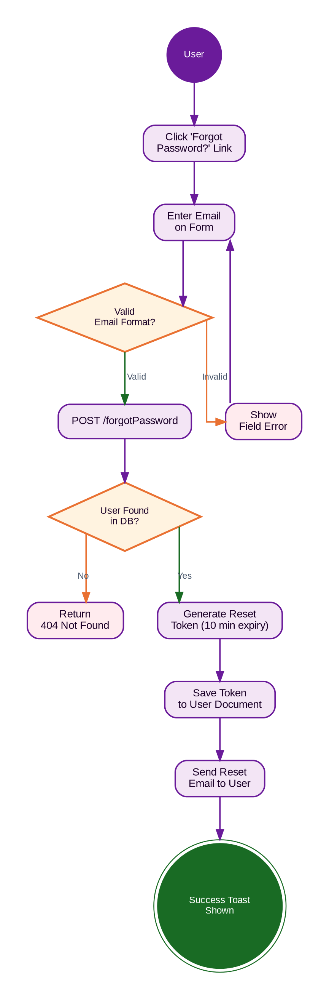 User
Click 'Forgot
Password?' Link
Enter Email
on Form
Valid
Email Format?
Valid
Invalid
POST /forgotPassword
Show
Field Error
User Found
in DB?
No
Yes
Return
404 Not Found
Generate Reset
Token (10 min expiry)
Save Token
to User Document
Send Reset
Email to User
Success Toast
Shown